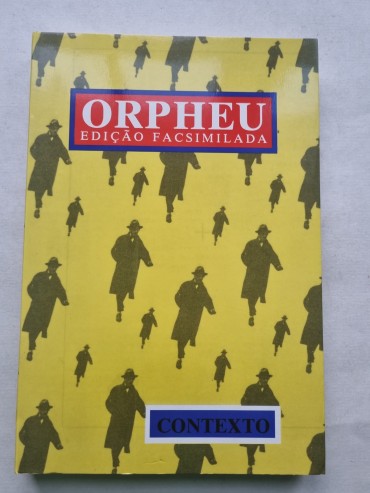 ORPHEU
EDIÇÃO FACSIMILADA
CONTEXTO